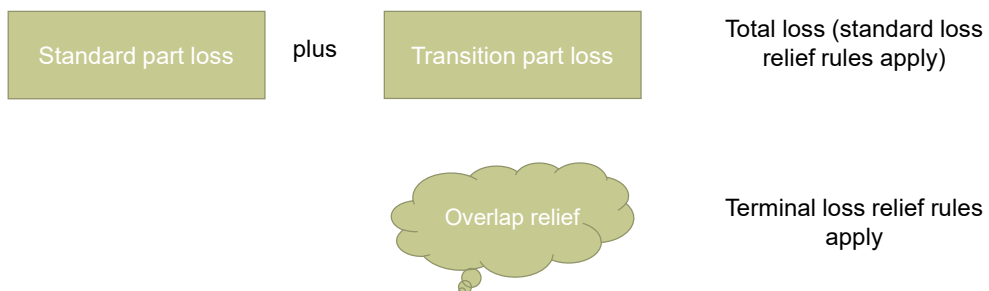 Standard part loss
plus
Transition part loss
Total loss (standard loss
relief rules apply)
Overlap relief
Terminal loss relief rules
apply